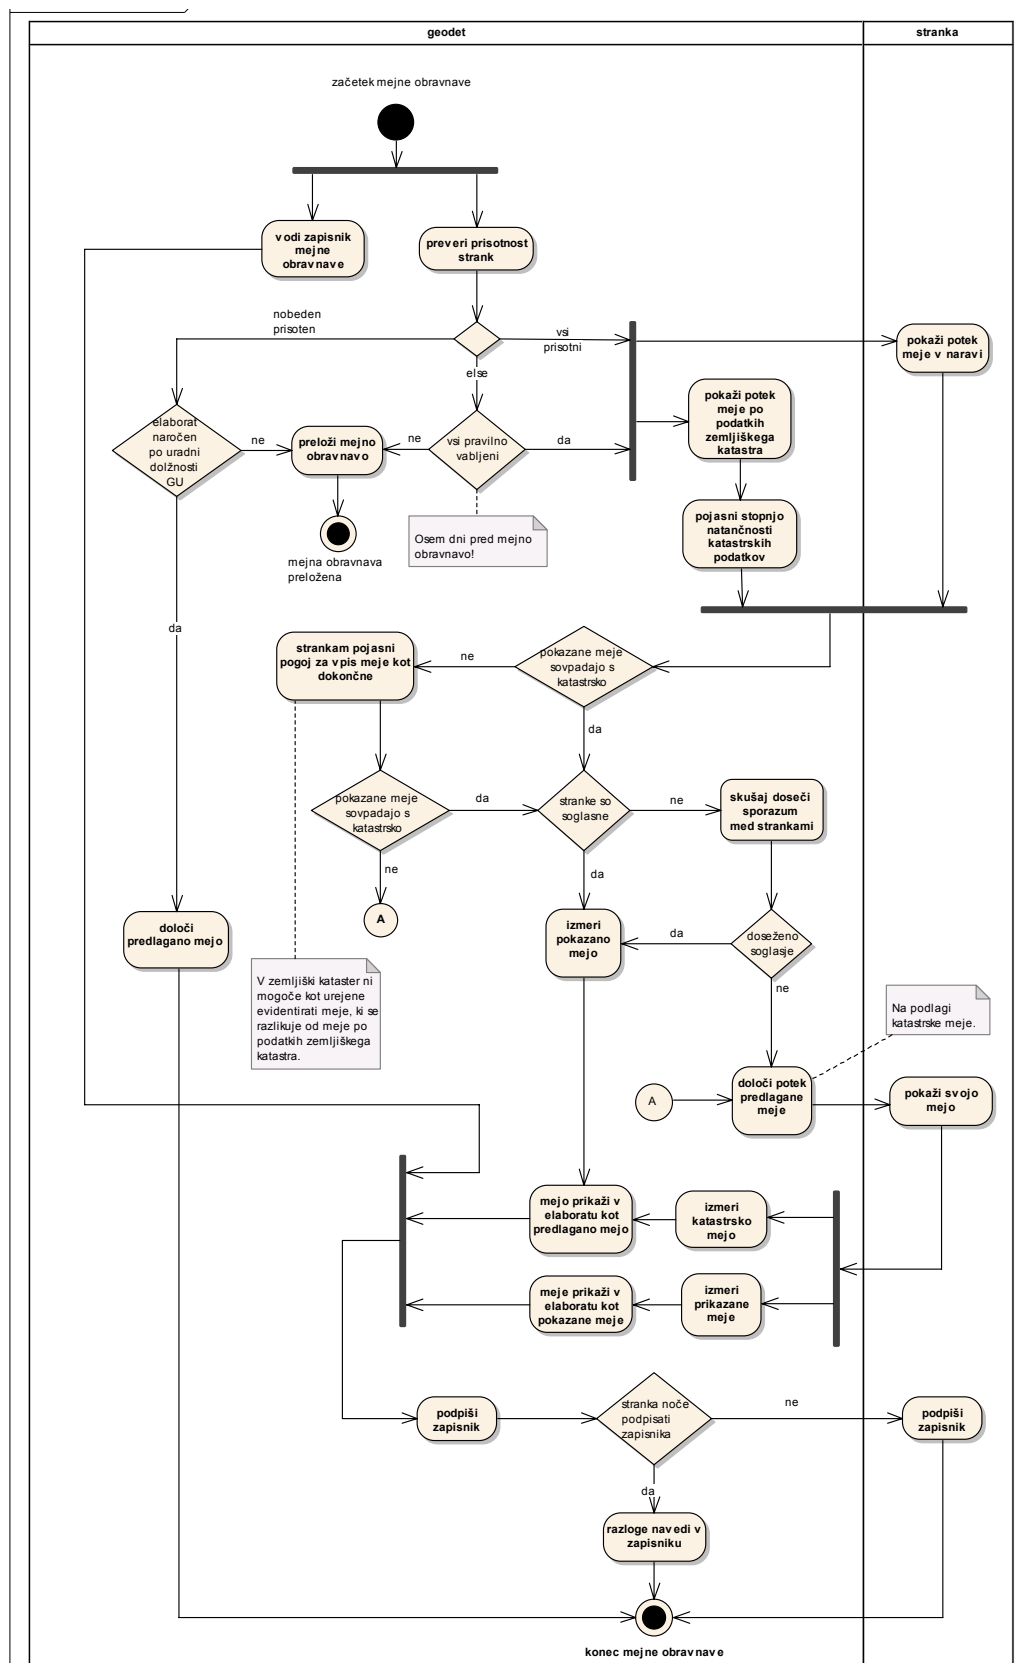 geodet
stranka
začetek mejne obravnave
vodi zapisnik
mejne
obravnave
preveri prisotnost
strank
nobeden
prisoten
vsi
prisotni
else
pokaži potek
meje v naravi
elaborat
naročen
po uradni
dolžnosti
GU
ne
preloži mejno
obravnavo
ne
vsi pravilno
vabljeni
da
pokaži potek
meje po
podatkih
zemljiškega
katastra
Osem dni pred mejno
obravnavo!
mejna obravnava
preložena
pojasni stopnjo
natančnosti
katastrskih
podatkov
da
strankam pojasni
pogoj za vpis meje kot
dokončne
ne
pokazane meje
sovpadajo s
katastrsko
da
pokazane meje
sovpadajo s
katastrsko
da
stranke so
soglasne
ne
skušaj doseči
sporazum
med strankami
ne
da
A
določi
predlagano mejo
izmeri
pokazano
mejo
da
doseženo
soglasje
ne
V zemljiški kataster ni
mogoče kot urejene
evidentirati meje, ki se
razlikuje od meje po
podatkih zemljiškega
katastra.
Na podlagi
katastrske meje.
A
določi potek
predlagane
meje
pokaži svojo
mejo
mejo prikaži v
elaboratu kot
predlagano mejo
izmeri
katastrsko
mejo
meje prikaži v
elaboratu kot
pokazane meje
izmeri
prikazane
meje
podpiši
zapisnik
stranka noče
podpisati
zapisnika
ne
podpiši
zapisnik
da
razloge navedi v
zapisniku
konec mejne obravnave